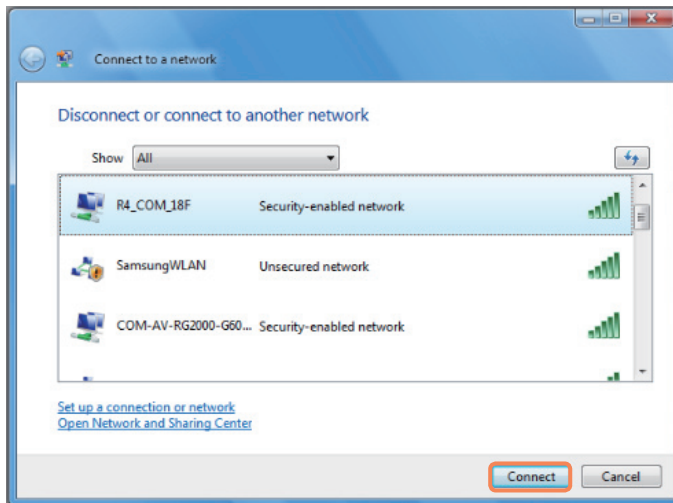 Connect to a network
Disconnect or connect to another network
Show All
R4_COM_18F Security-enabled network
SamsungWLAN Unsecured network
COM-AV-RG2000-G60... Security-enabled network
Set up a connection or network
Open Network and Sharing Center
Connect Cancel